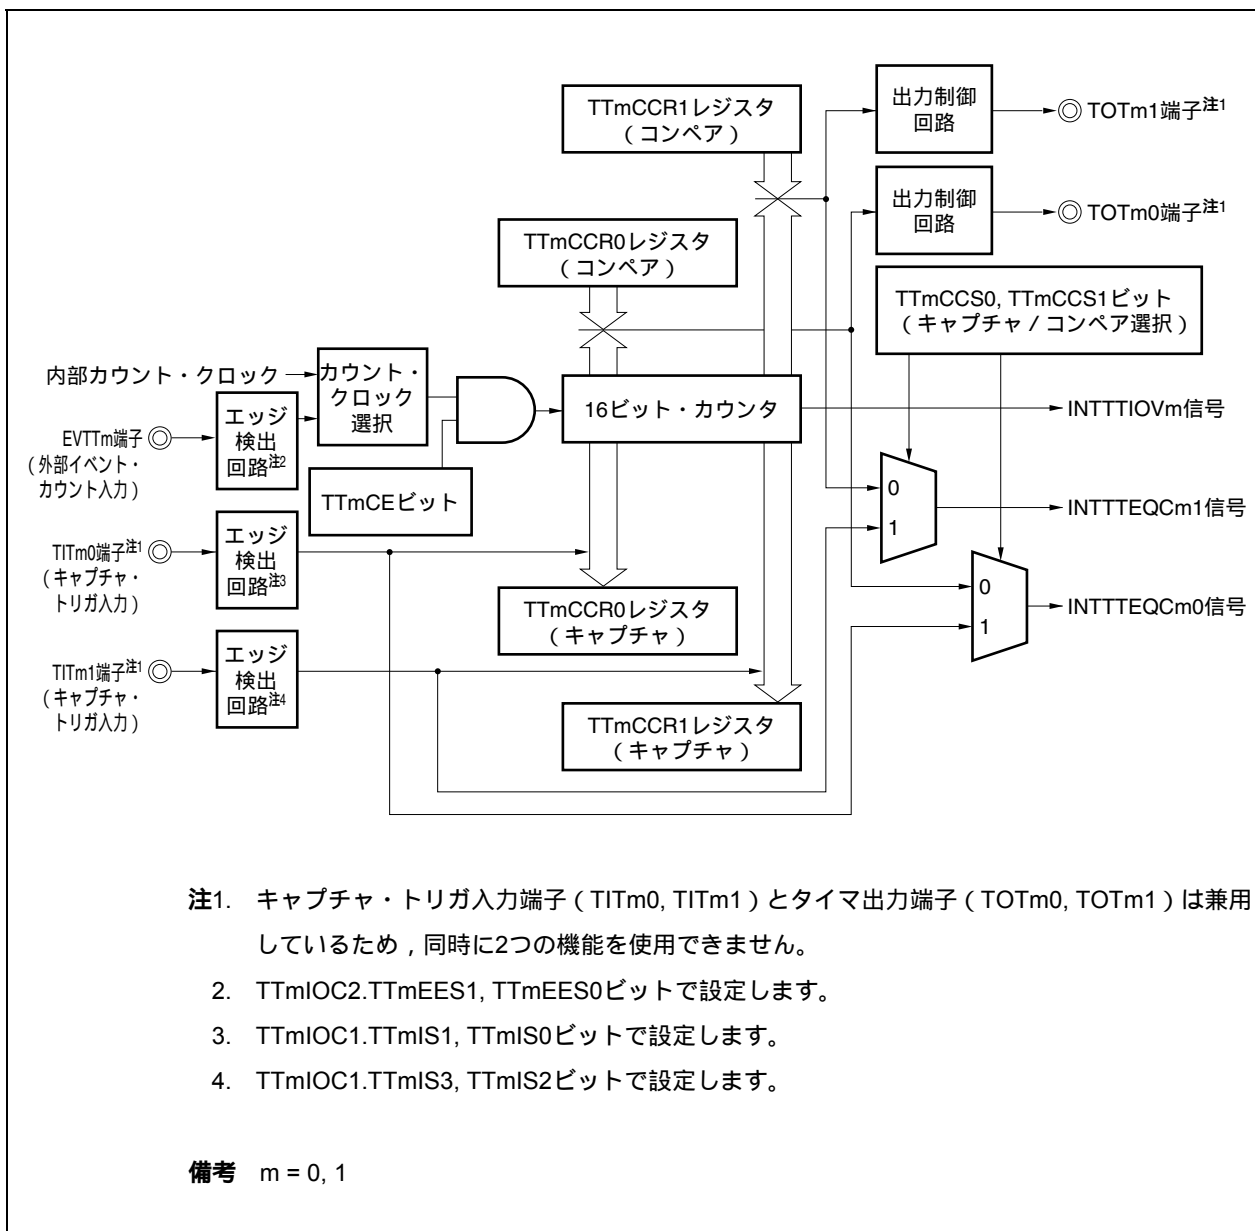 TTmCCR1レジスタ
(コンペア)
出力制御
回路
TOTm1端子注1
出力制御
回路
TOTm0端子注1
TTmCCR0レジスタ
(コンペア)
TTmCCS0, TTmCCS1ビット
(キャプチャ/コンペア選択)
内部カウント・クロック
カウント・
クロック
選択
16ビット・カウンタ
INTTTIOVm信号
EVTTm端子
(外部イベント・
カウント入力)
エッジ
検出
回路注2
TTmCEビット
0
1
INTTTEQCm1信号
TITm0端子注1
(キャプチャ・
トリガ入力)
エッジ
検出
回路注3
0
1
INTTTEQCm0信号
TTmCCR0レジスタ
(キャプチャ)
TITm1端子注1
(キャプチャ・
トリガ入力)
エッジ
検出
回路注4
TTmCCR1レジスタ
(キャプチャ)
注1. キャプチャ・トリガ入力端子(TITm0, TITm1)とタイマ出力端子(TOTm0, TOTm1)は兼用
しているため,同時に2つの機能を使用できません。
2. TTmIOC2.TTmEES1, TTmEES0ビットで設定します。
3. TTmIOC1.TTmIS1, TTmIS0ビットで設定します。
4. TTmIOC1.TTmIS3, TTmIS2ビットで設定します。
備考 m = 0, 1